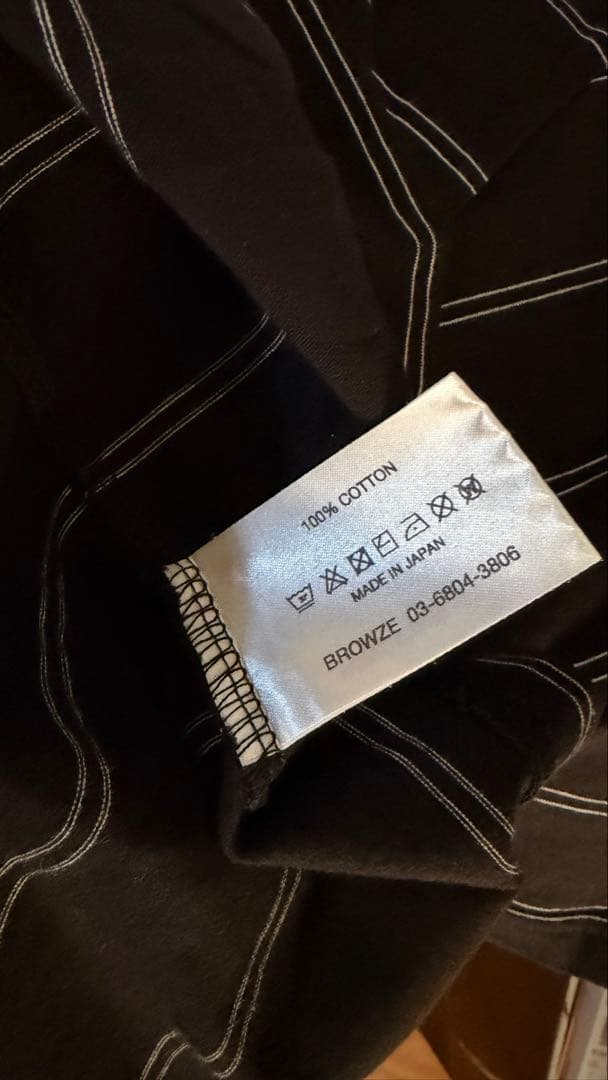 100% COTTON
MADE IN JAPAN
BROWZE 03-6804-3806